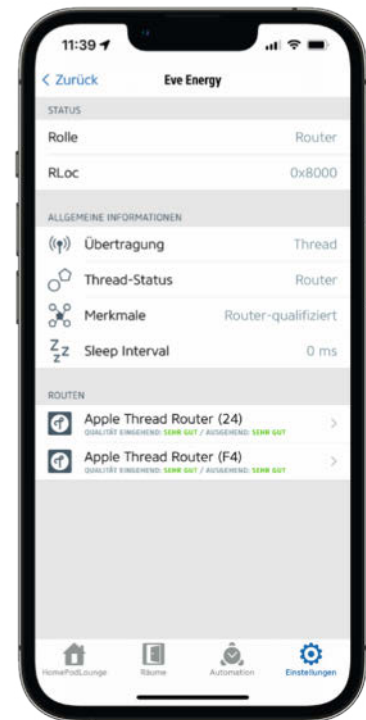 11:39
< Zurück
Eve Energy
STATUS
Rolle Router
RLoc 0x8000
ALLGEMEINE INFORMATIONEN
Übertragung Thread
Thread-Status Router
Merkmale Router-qualifiziert
Sleep Interval 0 ms
ROUTEN
Apple Thread Router (24)
QUALITÄT EINGEHEND: SEHR GUT / AUSGEHEND: SEHR GUT
Apple Thread Router (F4)
QUALITÄT EINGEHEND: SEHR GUT / AUSGEHEND: SEHR GUT
HomePodLounge Räume Automation Einstellungen